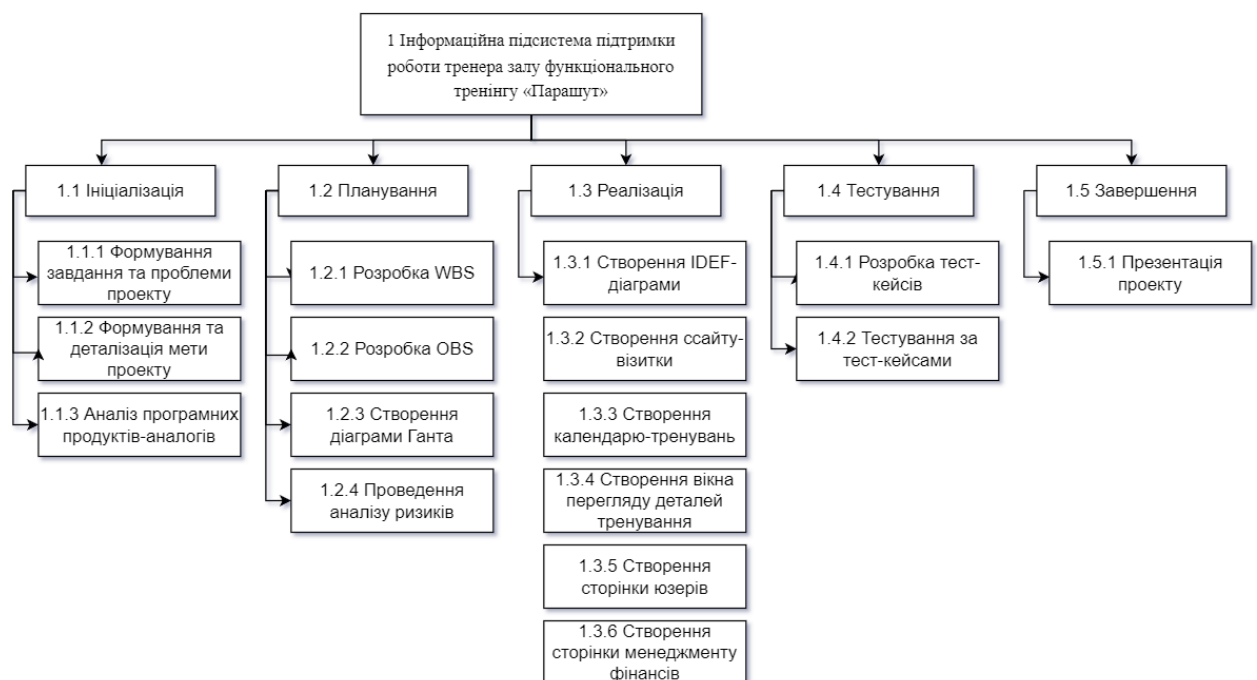 1 Інформаційна підсистема підтримки
роботи тренера залу функціонального
тренінгу «Парашут»
1.1 Ініціалізація
1.2 Планування
1.3 Реалізація
1.4 Тестування
1.5 Завершення
1.1.1 Формування
завдання та проблеми
проекту
1.1.2 Формування та
деталізація мети
проекту
1.1.3 Аналіз програмних
продуктів-аналогів
1.2.1 Розробка WBS
1.2.2 Розробка OBS
1.2.3 Створення
діаграми Ганта
1.2.4 Проведення
аналізу ризиків
1.3.1 Створення IDEF-
діаграми
1.3.2 Створення ссайту-
візитки
1.3.3 Створення
календарю-тренувань
1.3.4 Створення вікна
перегляду деталей
тренування
1.3.5 Створення
сторінки юзерів
1.3.6 Створення
сторінки менеджменту
фінансів
1.4.1 Розробка тест-
кейсів
1.4.2 Тестування за
тест-кейсами
1.5.1 Презентація
проекту